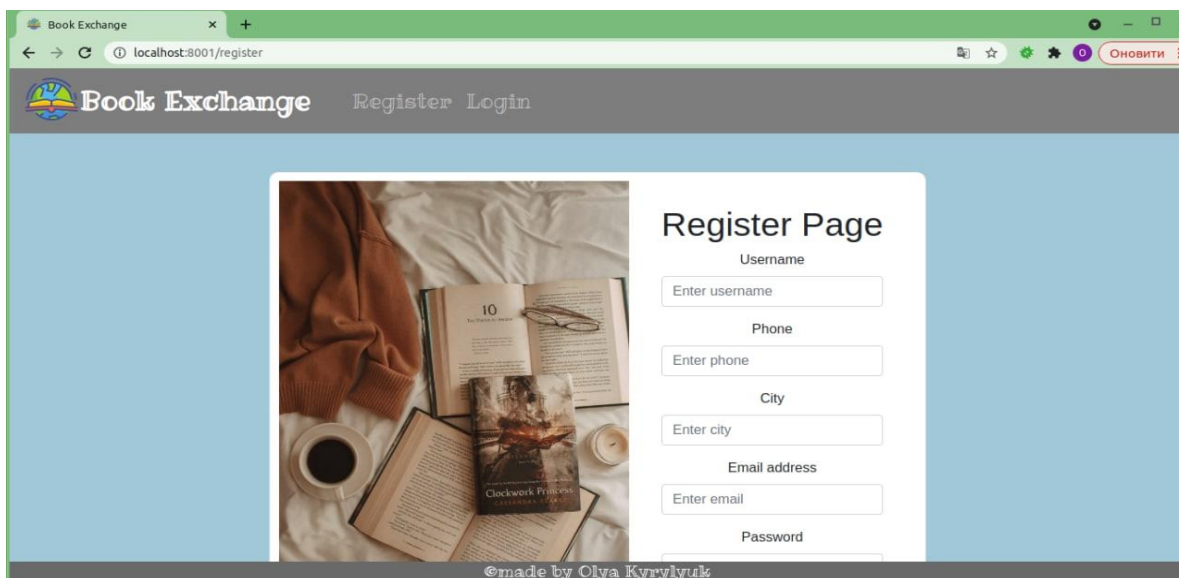 Book Exchange
localhost:8001/register
Оновити
Book Exchange Register Login
Register Page
Username
Enter username
Phone
Enter phone
City
Enter city
Email address
Enter email
Password
10
Clockwork Princess
©made by Olya Kyrylyuk